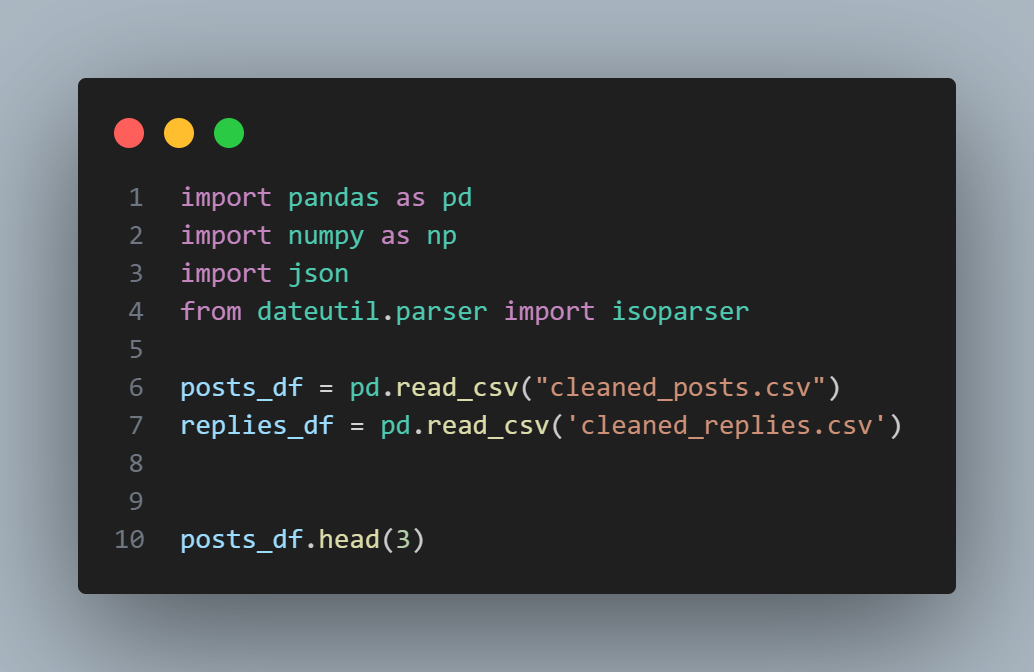 1 import pandas as pd
2 import numpy as np
3 import json
4 from dateutil.parser import isoparser
5
6 posts_df = pd.read_csv("cleaned_posts.csv")
7 replies_df = pd.read_csv('cleaned_replies.csv')
8
9
10 posts_df.head(3)